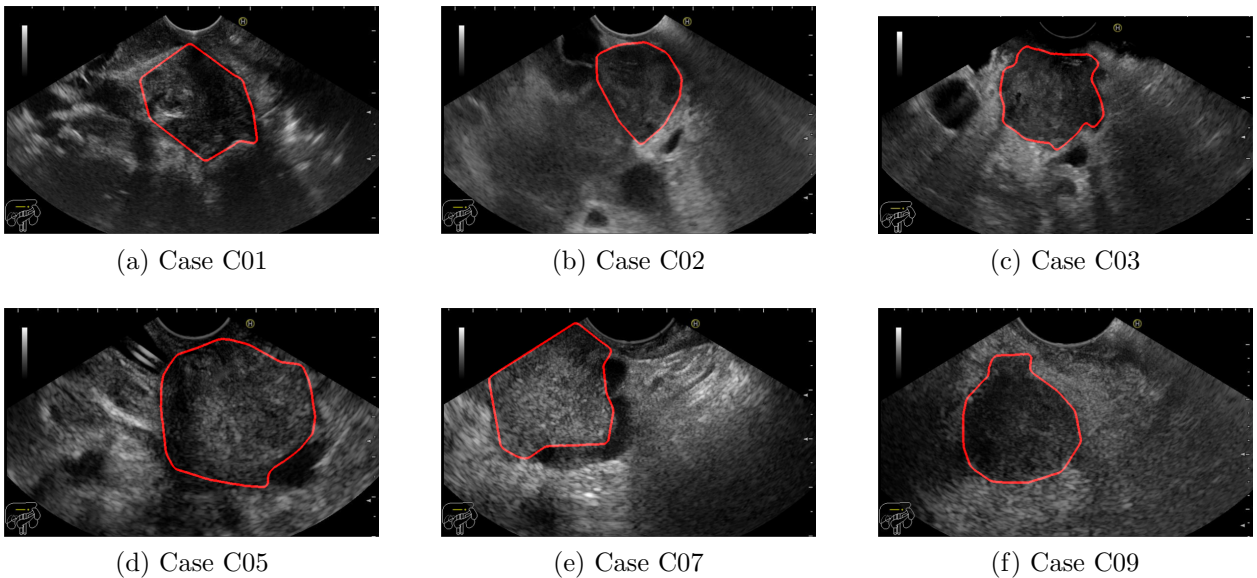 H
H
H
(a) Case C01
(b) Case C02
(c) Case C03
H
H
H
(d) Case C05
(e) Case C07
(f) Case C09